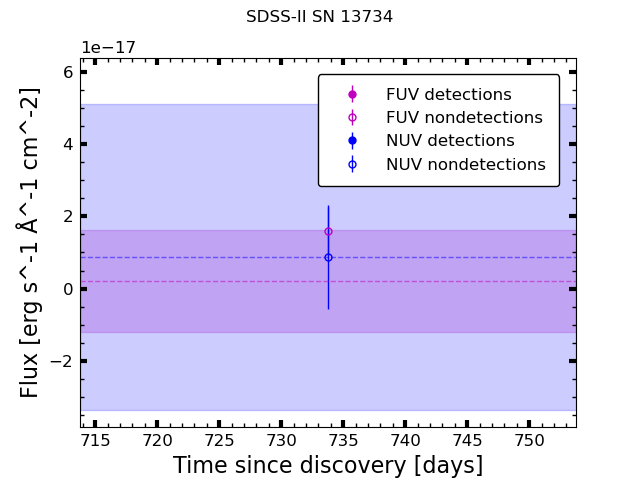 SDSS-II SN 13734
1e−17
6
4
2
0
−2
Flux [erg s^-1 Å^-1 cm^-2]
FUV detections
FUV nondetections
NUV detections
NUV nondetections
715 720 725 730 735 740 745 750
Time since discovery [days]